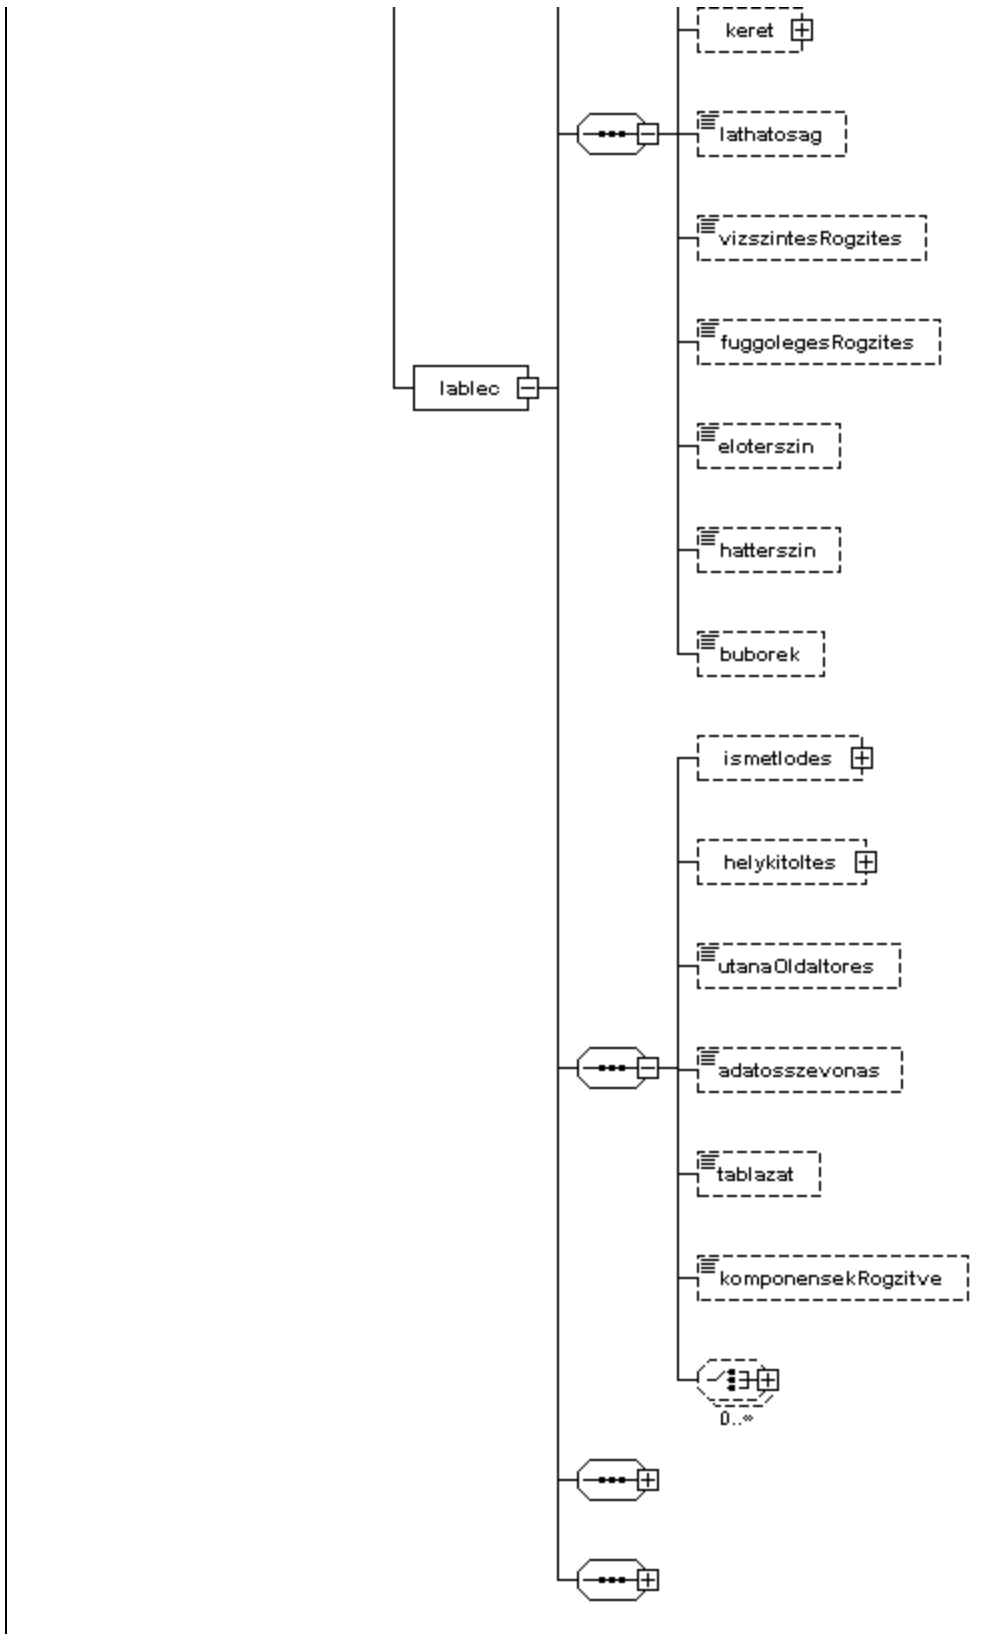 keret
lathatosag
vizszintesRogzites
fuggolegesRogzites
lablec
eloterszin
hatterszin
buborek
ismetlodes
helykitoltes
utanaOldaltores
adatosszevonas
tablazat
komponensekRogzitve
0..∞